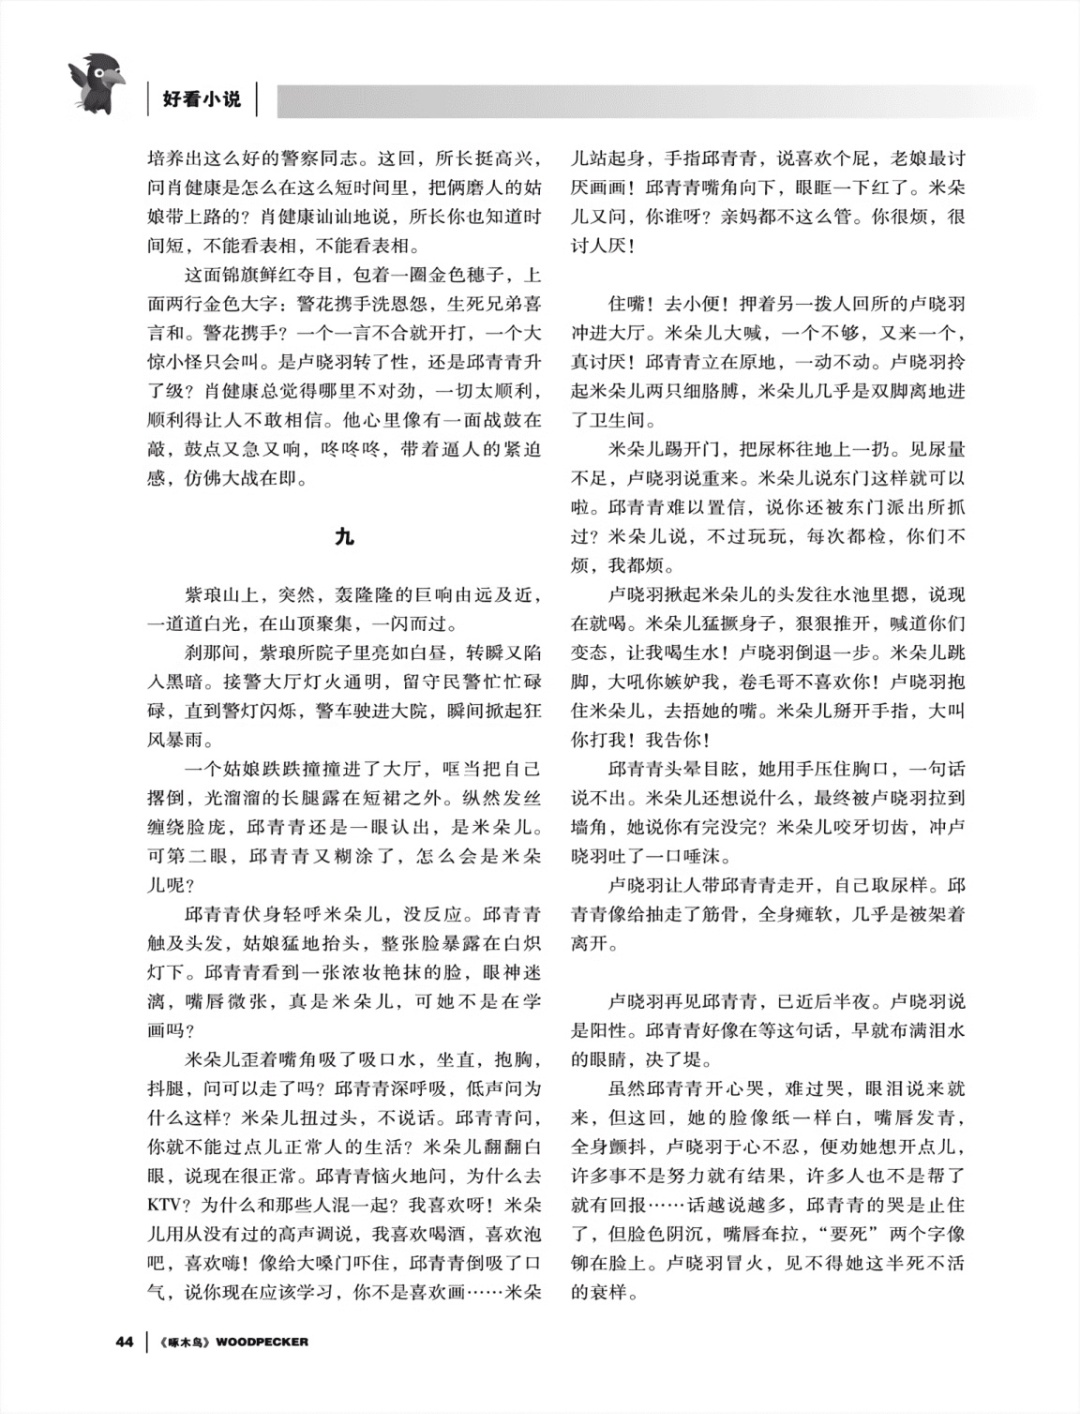 好看小说
培养出这么好的警察同志。这回，所长挺高兴，
问肖健康是怎么在这么短时间里，把俩磨人的姑
娘带上路的？肖健康讪讪地说，所长你也知道时
间短，不能看表相，不能看表相。
这面锦旗鲜红夺目，包着一圈金色穗子，上
面两行金色大字：警花携手洗恩怨，生死兄弟喜
言和。警花携手？一个一言不合就开打，一个大
惊小怪只会叫。是卢晓羽转了性，还是邱青青升
了级？肖健康总觉得哪里不对劲，一切太顺利，
顺利得让人不敢相信。他心里像有一面战鼓在
敲，鼓点又急又响，咚咚咚，带着逼人的紧迫
感，仿佛大战在即。
九
紫琅山上，突然，轰隆隆的巨响由远及近，
一道道白光，在山顶聚集，一闪而过。
刹那间，紫琅所院子里亮如白昼，转瞬又陷
入黑暗。接警大厅灯火通明，留守民警忙忙碌
碌，直到警灯闪烁，警车驶进大院，瞬间掀起狂
风暴雨。
一个姑娘跌跌撞撞进了大厅，哐当把自己
撂倒，光溜溜的长腿露在短裙之外。纵然发丝
缠绕脸庞，邱青青还是一眼认出，是米朵儿。
可第二眼，邱青青又糊涂了，怎么会是米朵
儿呢？
邱青青伏身轻呼米朵儿，没反应。邱青青
触及头发，姑娘猛地抬头，整张脸暴露在白炽
灯下。邱青青看到一张浓妆艳抹的脸，眼神迷
漓，嘴唇微张，真是米朵儿，可她不是在学
画吗？
米朵儿歪着嘴角吸了吸口水，坐直，抱胸，
抖腿，问可以走了吗？邱青青深呼吸，低声问为
什么这样？米朵儿扭过头，不说话。邱青青问，
你就不能过点儿正常人的生活？米朵儿翻翻白
眼，说现在很正常。邱青青恼火地问，为什么去
KTV？为什么和那些人混一起？我喜欢呀！米朵
儿用从没有过的高声调说，我喜欢喝酒，喜欢泡
吧，喜欢嗨！像给大嗓门吓住，邱青青倒吸了口
气，说你现在应该学习，你不是喜欢画……米朵
儿站起身，手指邱青青，说喜欢个屁，老娘最讨
厌画画！邱青青嘴角向下，眼眶一下红了。米朵
儿又问，你谁呀？亲妈都不这么管。你很烦，很
讨人厌！
住嘴！去小便！押着另一拨人回所的卢晓羽
冲进大厅。米朵儿大喊，一个不够，又来一个，
真讨厌！邱青青立在原地，一动不动。卢晓羽拎
起米朵儿两只细胳膊，米朵儿几乎是双脚离地进
了卫生间。
米朵儿踢开门，把尿杯往地上一扔。见尿量
不足，卢晓羽说重来。米朵儿说东门这样就可以
啦。邱青青难以置信，说你还被东门派出所抓
过？米朵儿说，不过玩玩，每次都检，你们不
烦，我都烦。
卢晓羽揪起米朵儿的头发往水池里摁，说现
在就喝。米朵儿猛撅身子，狠狠推开，喊道你们
变态，让我喝生水！卢晓羽倒退一步。米朵儿跳
脚，大吼你嫉妒我，卷毛哥不喜欢你！卢晓羽抱
住米朵儿，去捂她的嘴。米朵儿掰开手指，大叫
你打我！我告你！
邱青青头晕目眩，她用手压住胸口，一句话
说不出。米朵儿还想说什么，最终被卢晓羽拉到
墙角，她说你有完没完？米朵儿咬牙切齿，冲卢
晓羽吐了一口唾沫。
卢晓羽让人带邱青青走开，自己取尿样。邱
青青像给抽走了筋骨，全身瘫软，几乎是被架着
离开。
卢晓羽再见邱青青，已近后半夜。卢晓羽说
是阳性。邱青青好像在等这句话，早就布满泪水
的眼睛，决了堤。
虽然邱青青开心哭，难过哭，眼泪说来就
来，但这回，她的脸像纸一样白，嘴唇发青，
全身颤抖，卢晓羽于心不忍，便劝她想开点儿，
许多事不是努力就有结果，许多人也不是帮了
就有回报……话越说越多，邱青青的哭是止住
了，但脸色阴沉，嘴唇耷拉，“要死”两个字像
铆在脸上。卢晓羽冒火，见不得她这半死不活
的衰样。
44 《啄木鸟》WOODPECKER